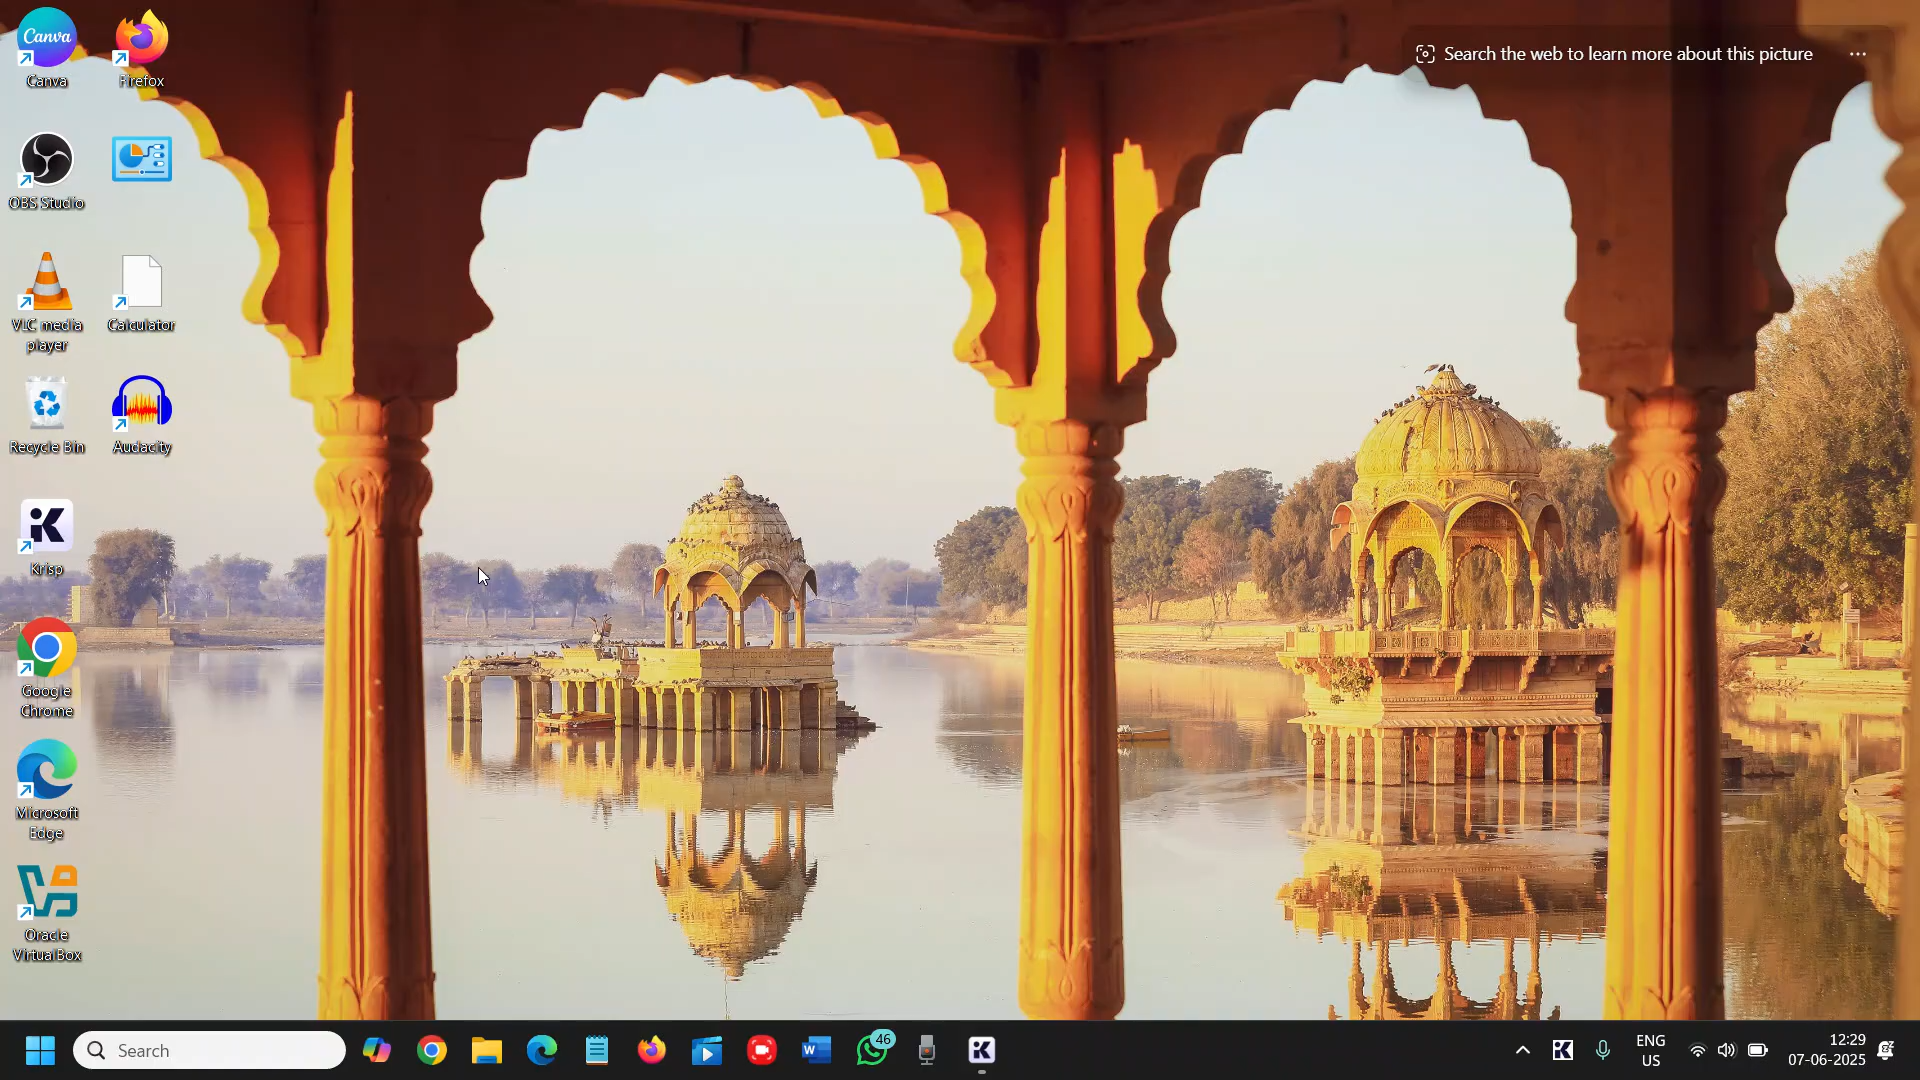 Canva
Canva
Firefox
Search the web to learn more about this picture
OBS Studio
VLC media
player
Calculator
Recycle Bin
Audacity
Krisp
Google
Chrome
Microsoft
Edge
Oracle
VirtualBox
Search
W
46
ENG
US
12:29
07-06-2025